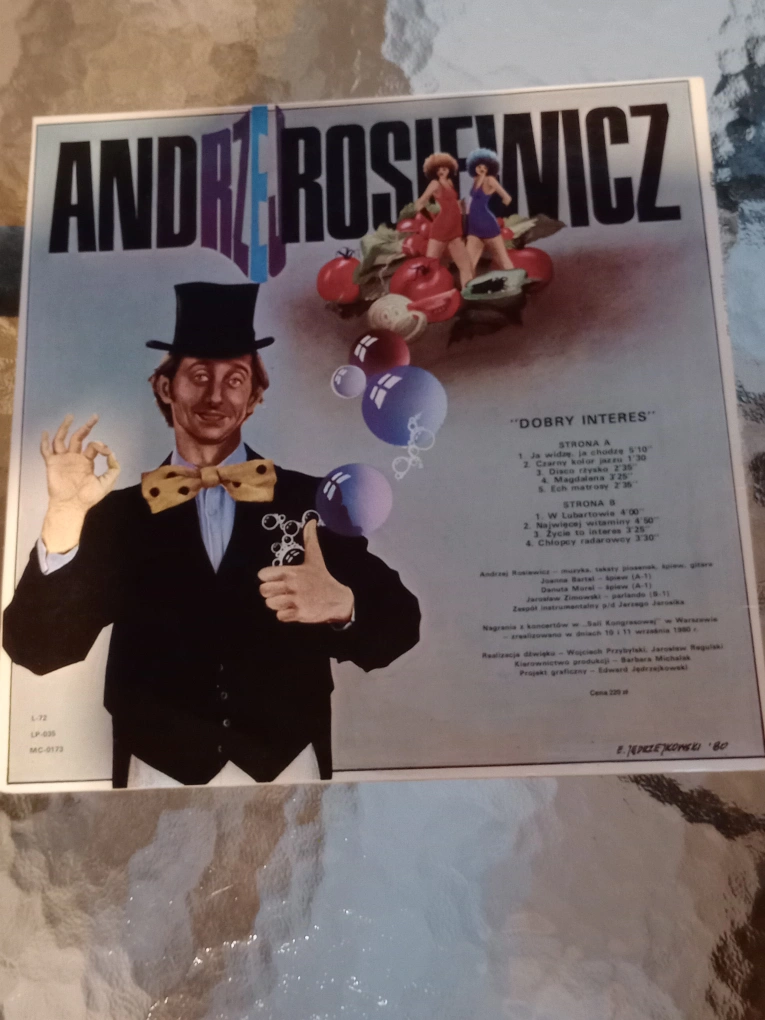 ANDRZEJ ROSIEWICZ
"DOBRY INTERES"
STRONA A
1. Ja widzę, ja chodzę 5'10"
2. Czarny kolor jazzu 1'30
3. Disco rżysko 2'35"
4. Magdalena 3'25"
5. Ech matrosy 2'35"
STRONA B
1. W Lubartowie 4'00"
2. Najwięcej witaminy 4'50"
3. Życie to interes 3'25"
4. Chłopcy radarowcy 3'30"
Andrzej Rosiewicz – muzyka, teksty piosenek, śpiew, gitara
Joanna Bartel – śpiew (A-1)
Danuta Morel – śpiew (A-1)
Jarosław Zimowski – parlando (B-1)
Zespół instrumentalny p/d Jerzego Jarosika
Nagranie z koncertów w „Sali Kongresowej" w Warszawie
– zrealizowano w dniach 10 i 11 września 1980 r.
Realizacja dźwięku – Wojciech Przybylski, Jarosław Regulski
Kierownictwo produkcji – Barbara Michalak
Projekt graficzny – Edward Jędrzejkowski
Cena 225 zł
L-72
LP-035
MC-0172
E. JĘDRZEJKOWSKI '80